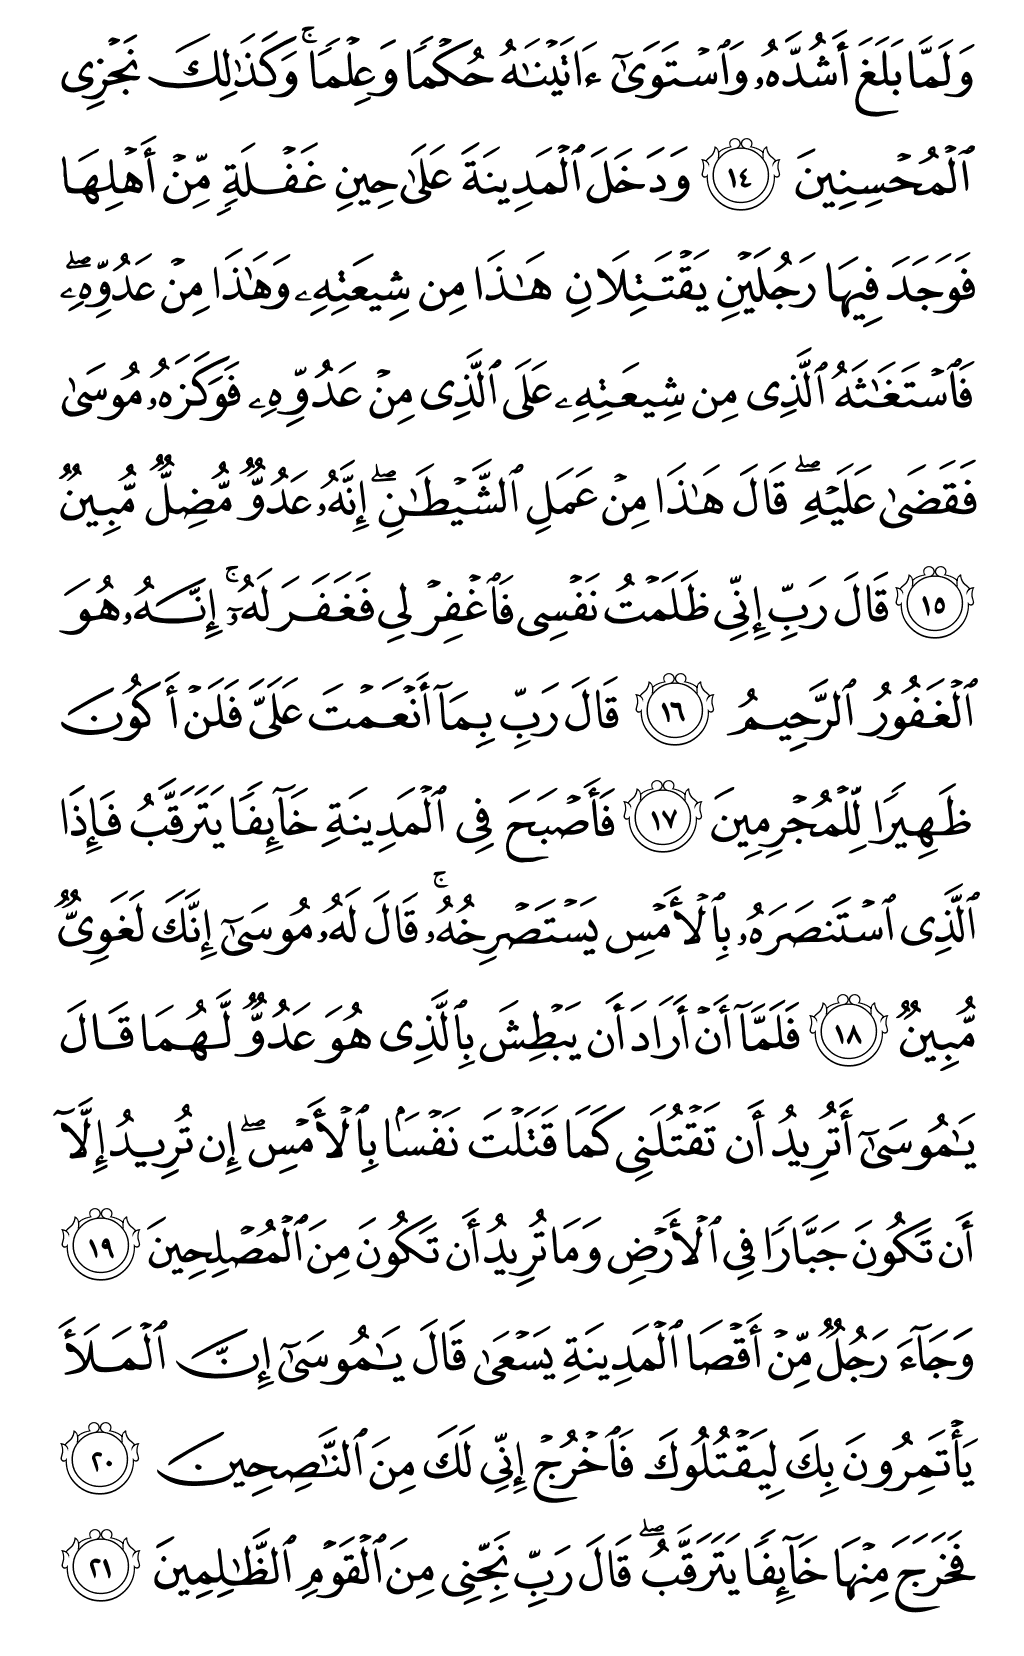 وَلَمَّا بَلَغَ أَشُدَّهُۥ وَٱسۡتَوَىٰٓ ءَاتَيۡنَٰهُ حُكۡمٗا وَعِلۡمٗاۚ وَكَذَٰلِكَ نَجۡزِي
ٱلۡمُحۡسِنِينَ ١٤ وَدَخَلَ ٱلۡمَدِينَةَ عَلَىٰ حِينِ غَفۡلَةٖ مِّنۡ أَهۡلِهَا
فَوَجَدَ فِيهَا رَجُلَيۡنِ يَقۡتَتِلَانِ هَٰذَا مِن شِيعَتِهِۦ وَهَٰذَا مِنۡ عَدُوِّهِۦۖ
فَٱسۡتَغَٰثَهُ ٱلَّذِي مِن شِيعَتِهِۦ عَلَى ٱلَّذِي مِنۡ عَدُوِّهِۦ فَوَكَزَهُۥ مُوسَىٰ
فَقَضَىٰ عَلَيۡهِۖ قَالَ هَٰذَا مِنۡ عَمَلِ ٱلشَّيۡطَٰنِۖ إِنَّهُۥ عَدُوّٞ مُّضِلّٞ مُّبِينٞ
١٥ قَالَ رَبِّ إِنِّي ظَلَمۡتُ نَفۡسِي فَٱغۡفِرۡ لِي فَغَفَرَ لَهُۥٓۚ إِنَّهُۥ هُوَ
ٱلۡغَفُورُ ٱلرَّحِيمُ ١٦ قَالَ رَبِّ بِمَآ أَنۡعَمۡتَ عَلَيَّ فَلَنۡ أَكُونَ
ظَهِيرٗا لِّلۡمُجۡرِمِينَ ١٧ فَأَصۡبَحَ فِي ٱلۡمَدِينَةِ خَآئِفٗا يَتَرَقَّبُ فَإِذَا
ٱلَّذِي ٱسۡتَنصَرَهُۥ بِٱلۡأَمۡسِ يَسۡتَصۡرِخُهُۥۚ قَالَ لَهُۥ مُوسَىٰٓ إِنَّكَ لَغَوِيّٞ
مُّبِينٞ ١٨ فَلَمَّآ أَنۡ أَرَادَ أَن يَبۡطِشَ بِٱلَّذِي هُوَ عَدُوّٞ لَّهُمَا قَالَ
يَٰمُوسَىٰٓ أَتُرِيدُ أَن تَقۡتُلَنِي كَمَا قَتَلۡتَ نَفۡسَۢا بِٱلۡأَمۡسِۖ إِن تُرِيدُ إِلَّآ
أَن تَكُونَ جَبَّارٗا فِي ٱلۡأَرۡضِ وَمَا تُرِيدُ أَن تَكُونَ مِنَ ٱلۡمُصۡلِحِينَ ١٩
وَجَآءَ رَجُلٞ مِّنۡ أَقۡصَا ٱلۡمَدِينَةِ يَسۡعَىٰ قَالَ يَٰمُوسَىٰٓ إِنَّ ٱلۡمَلَأَ
يَأۡتَمِرُونَ بِكَ لِيَقۡتُلُوكَ فَٱخۡرُجۡ إِنِّي لَكَ مِنَ ٱلنَّٰصِحِينَ ٢٠
فَخَرَجَ مِنۡهَا خَآئِفٗا يَتَرَقَّبُۖ قَالَ رَبِّ نَجِّنِي مِنَ ٱلۡقَوۡمِ ٱلظَّٰلِمِينَ ٢١